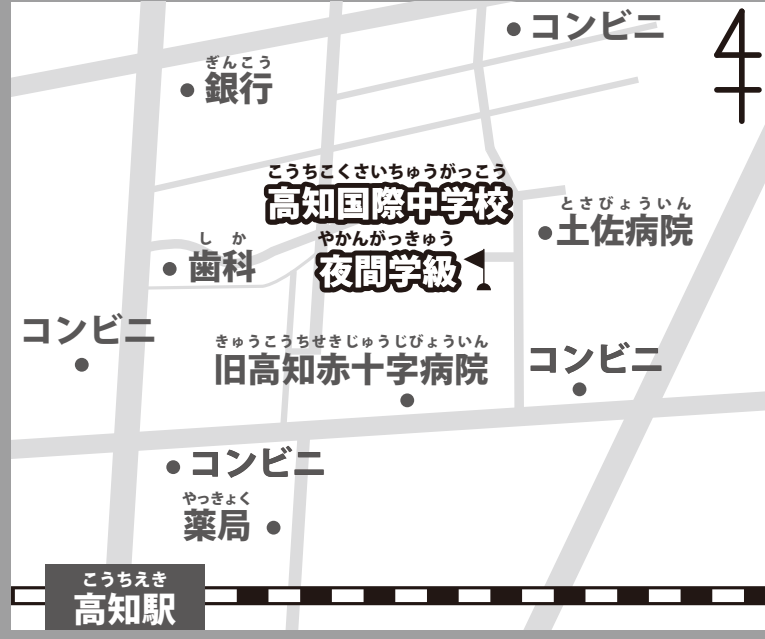 コンビニ
ぎんこう
銀行
こうちこくさいちゅうがっこう
高知国際中学校
やかんがっきゅう
夜間学級
とさびょういん
土佐病院
しか
歯科
コンビニ
きゅうこうちせきじゅうじびょういん
旧高知赤十字病院
コンビニ
コンビニ
やっきょく
薬局
こうちえき
高知駅